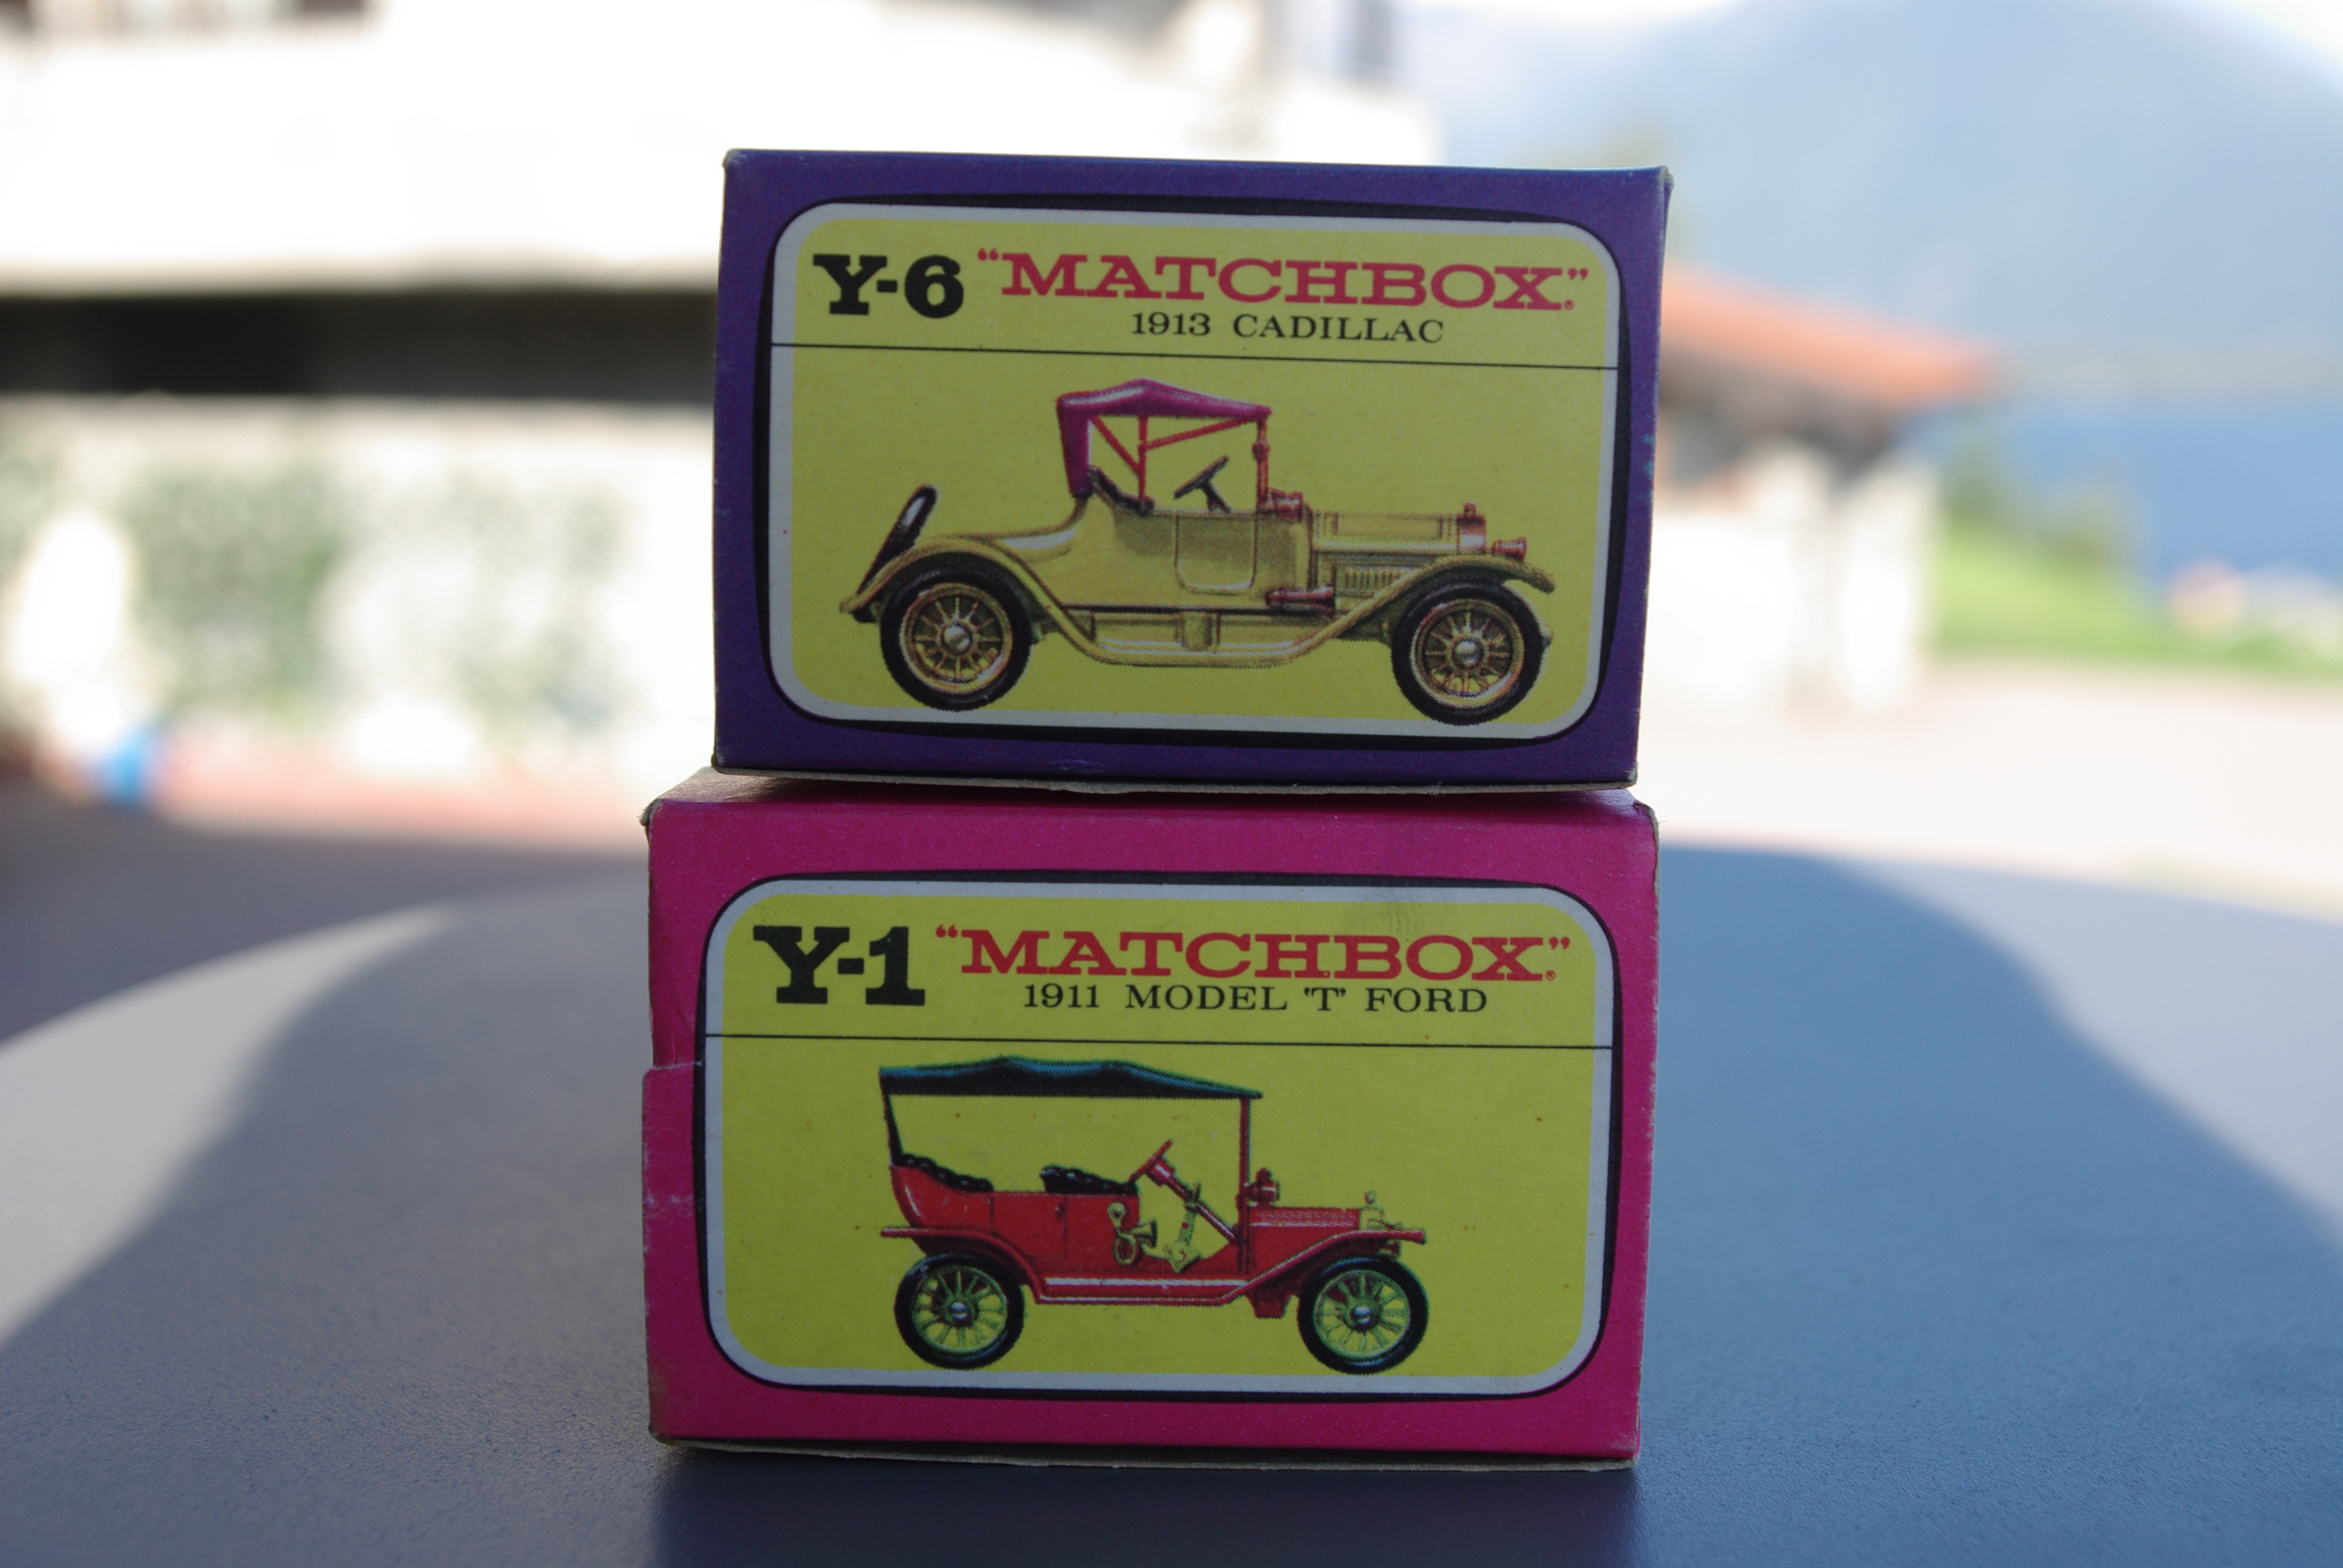 Y-6 "MATCHBOX"®
1913 CADILLAC
Y-1 "MATCHBOX"®
1911 MODEL 'T' FORD